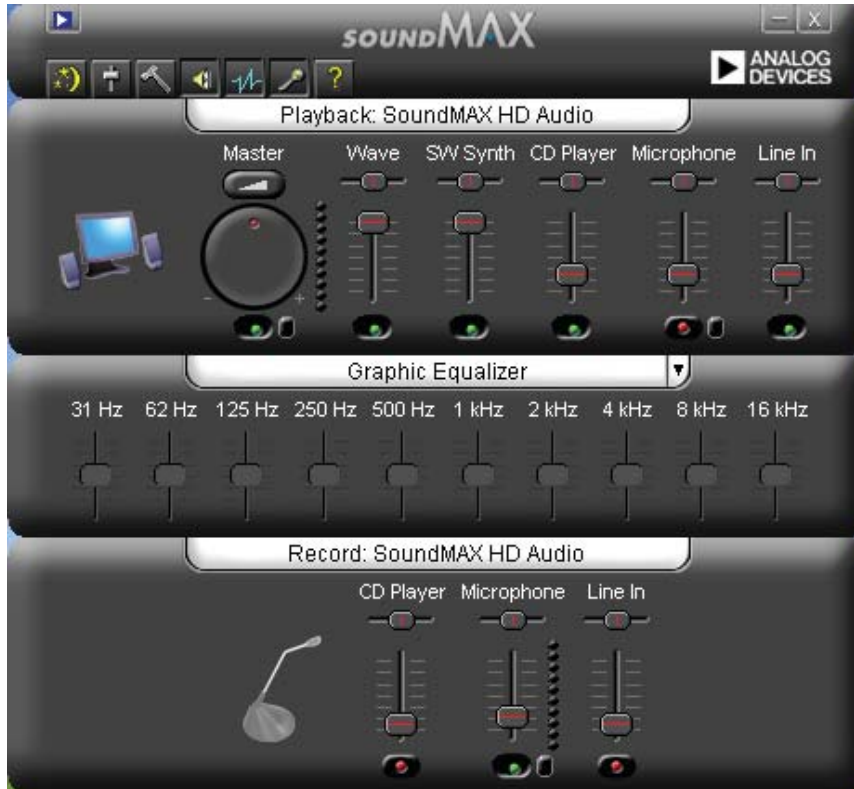 soundMAX
X
?
ANALOG
DEVICES
Playback: SoundMAX HD Audio
Master Wave SW Synth CD Player Microphone Line In
- +
Graphic Equalizer
31 Hz 62 Hz 125 Hz 250 Hz 500 Hz 1 kHz 2 kHz 4 kHz 8 kHz 16 kHz
Record: SoundMAX HD Audio
CD Player Microphone Line In